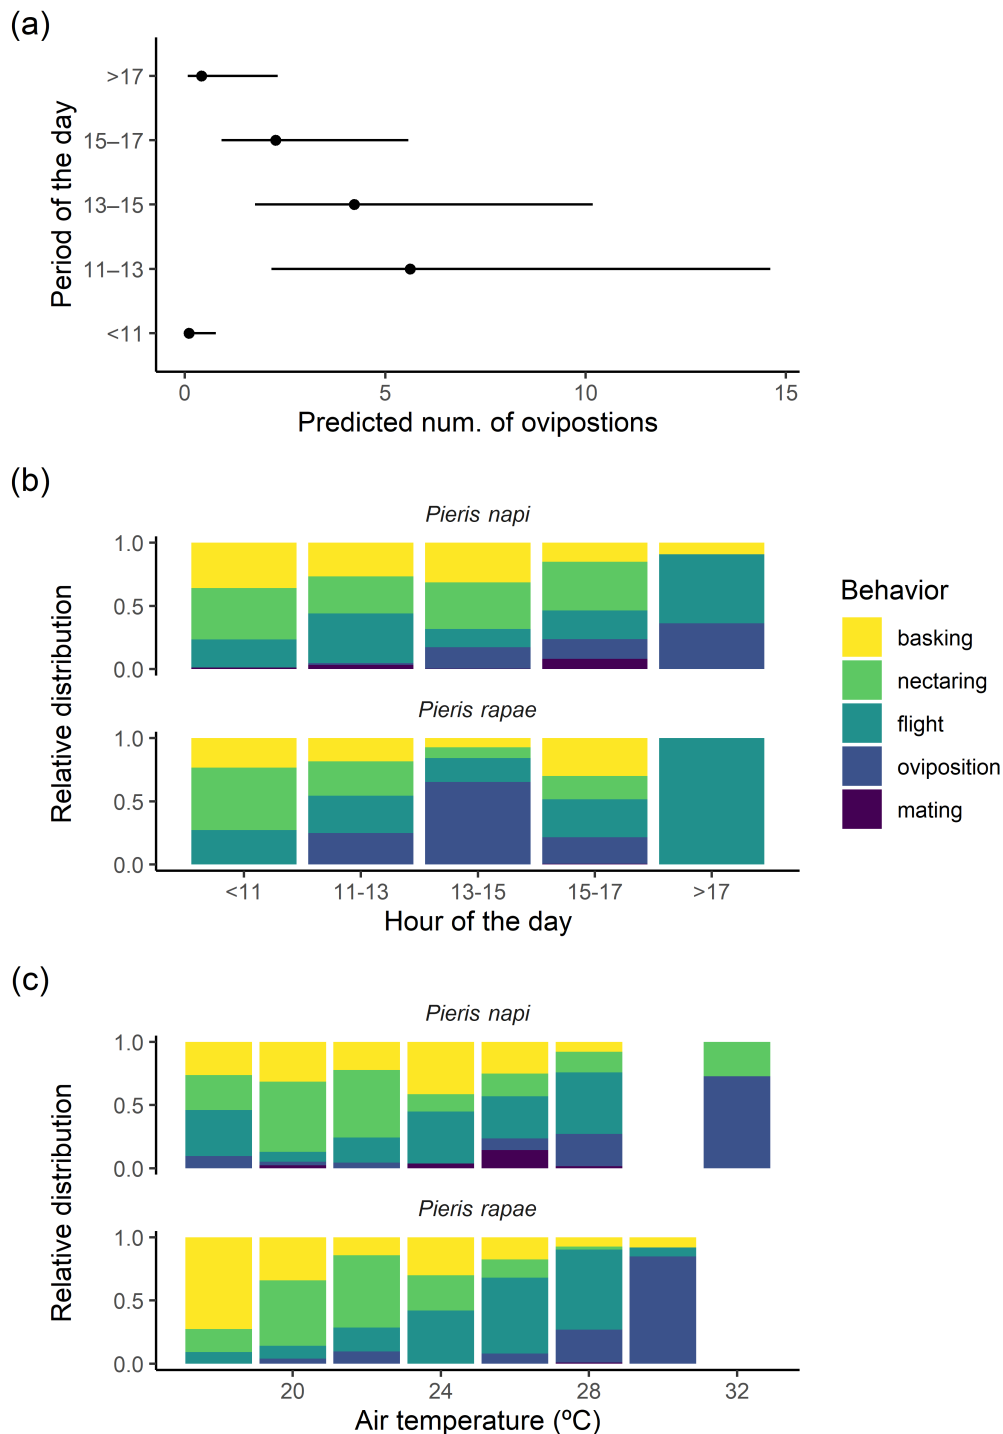 (a)
Period of the day
>17
15–17
13–15
11–13
<11
0 5 10 15
Predicted num. of ovipostions
(b)
Pieris napi
Relative distribution
1.0
0.5
0.0
Pieris rapae
1.0
0.5
0.0
<11 11-13 13-15 15-17 >17
Hour of the day
Behavior
basking
nectaring
flight
oviposition
mating
(c)
Pieris napi
Relative distribution
1.0
0.5
0.0
Pieris rapae
1.0
0.5
0.0
20 24 28 32
Air temperature (ºC)